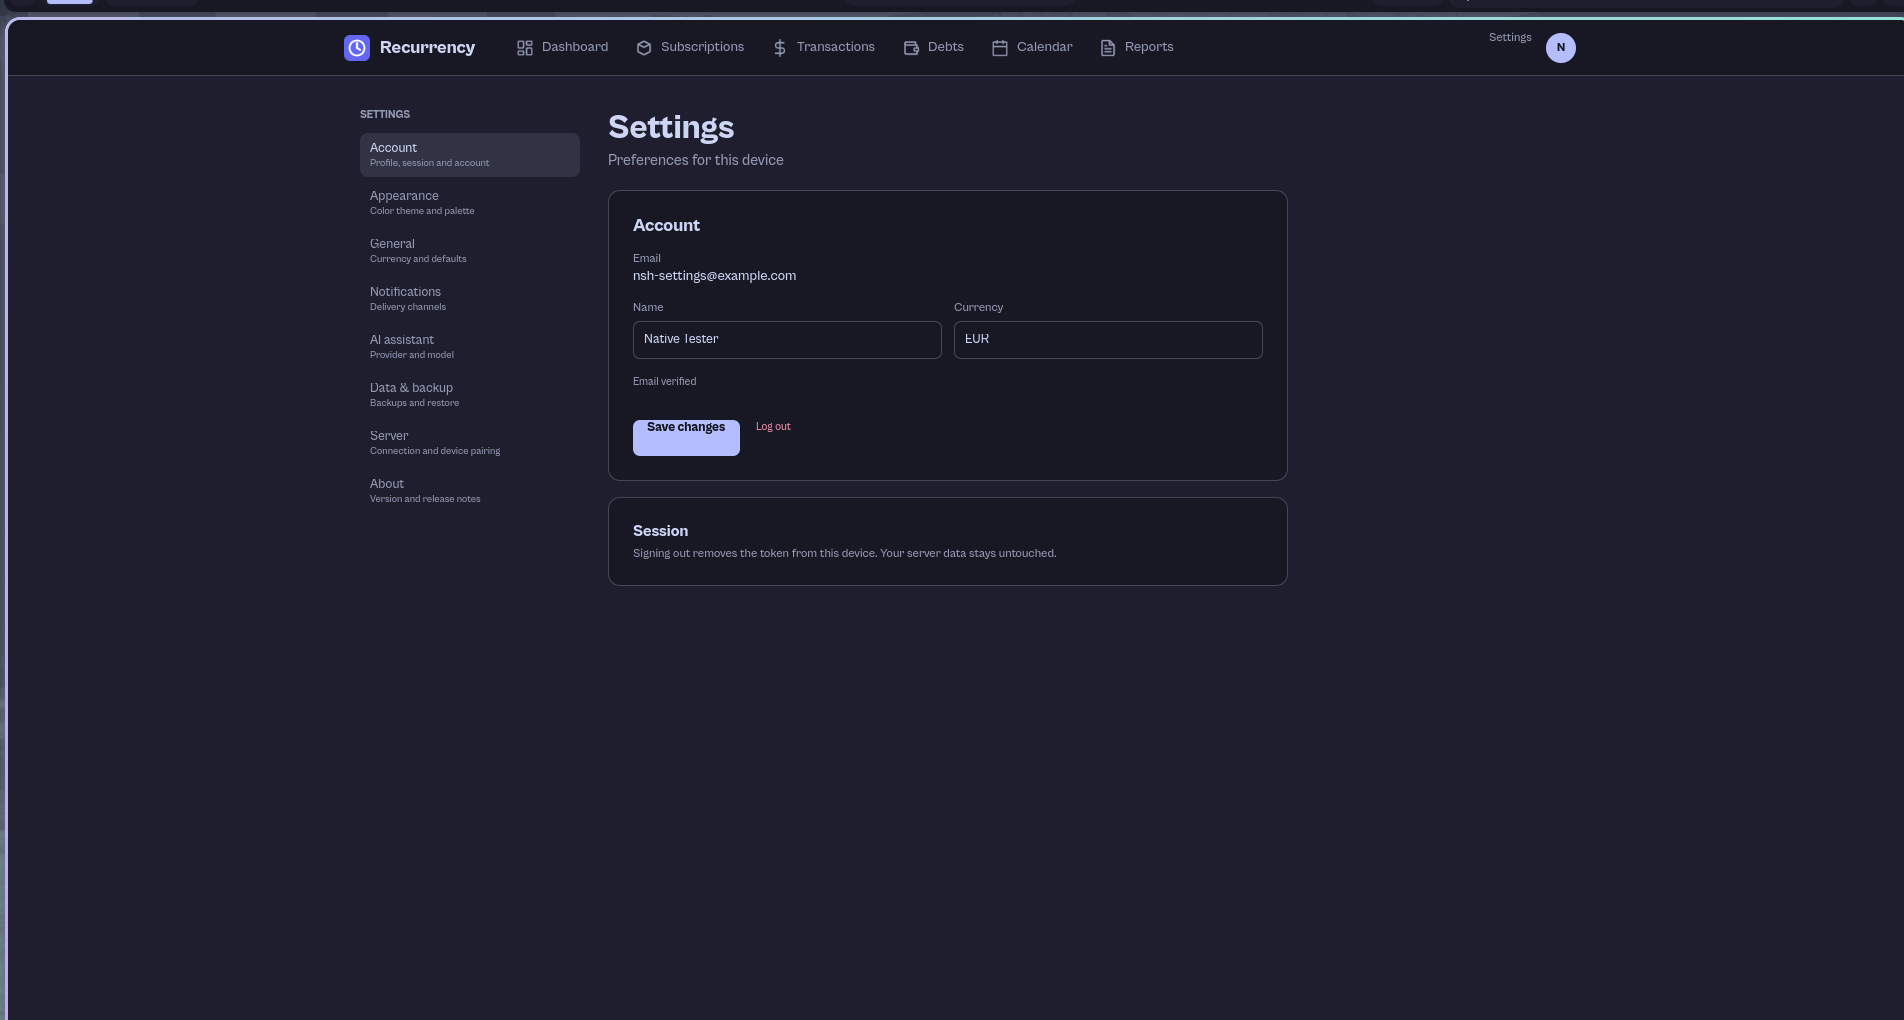 Recurrency
Dashboard
Subscriptions
Transactions
Debts
Calendar
Reports
Settings
N
SETTINGS
Account
Profile, session and account
Appearance
Color theme and palette
General
Currency and defaults
Notifications
Delivery channels
AI assistant
Provider and model
Data & backup
Backups and restore
Server
Connection and device pairing
About
Version and release notes
Settings
Preferences for this device
Account
Email
nsh-settings@example.com
Name
Currency
Native Tester
EUR
Email verified
Save changes
Log out
Session
Signing out removes the token from this device. Your server data stays untouched.